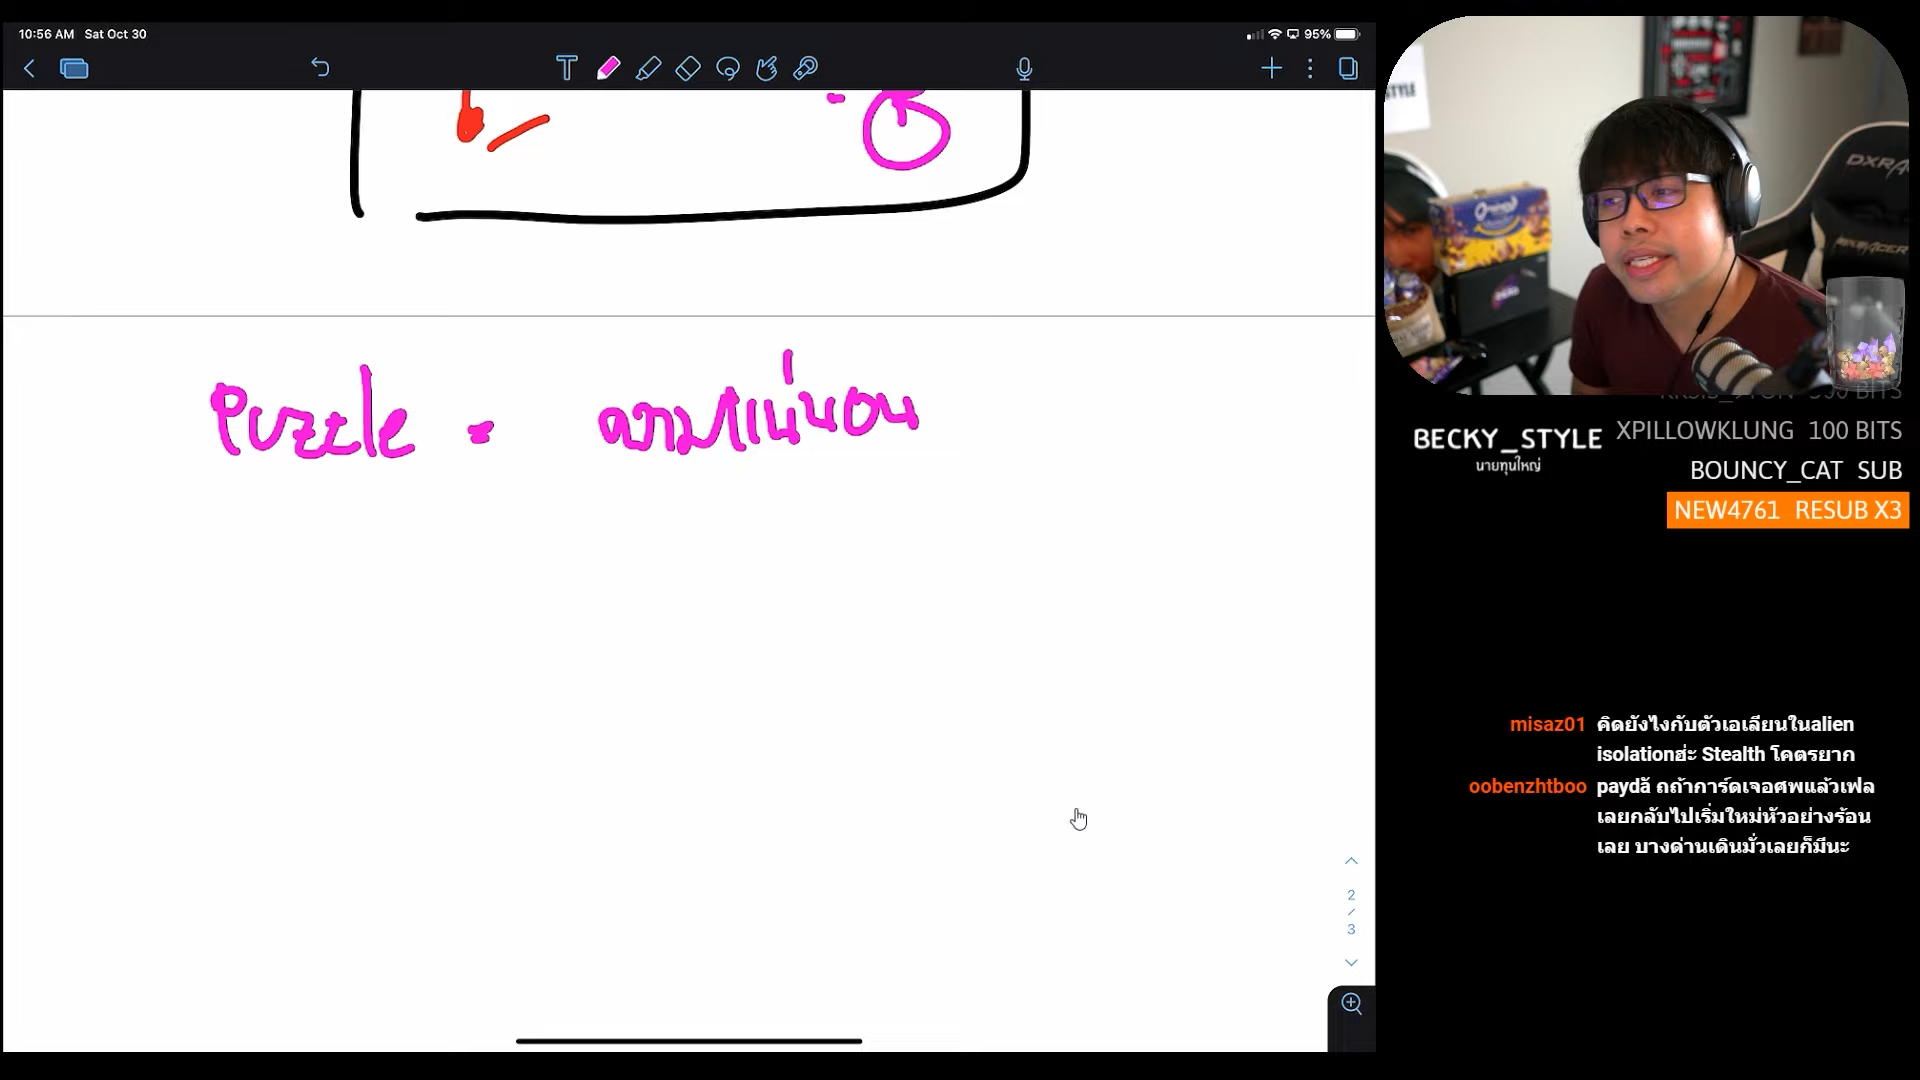 10:56 AM Sat Oct 30
95%
T
Puzzle = ความแน่นอน
2
/
3
STYLE
DXRA
XPILLOWKLUNG 100 BITS
BECKY_STYLE
นายทุนใหญ่
BOUNCY_CAT SUB
NEW4761 RESUB X3
misaz01 คิดยังไงกับตัวเอเลียนในalien
isolationฮ่ะ Stealth โคตรยาก
oobenzhtboo paydã ถถ้าการ์ดเจอศพแล้วเฟล
เลยกลับไปเริ่มใหม่หัวอย่างร้อน
เลย บางด่านเดินมั่วเลยก็มีนะ